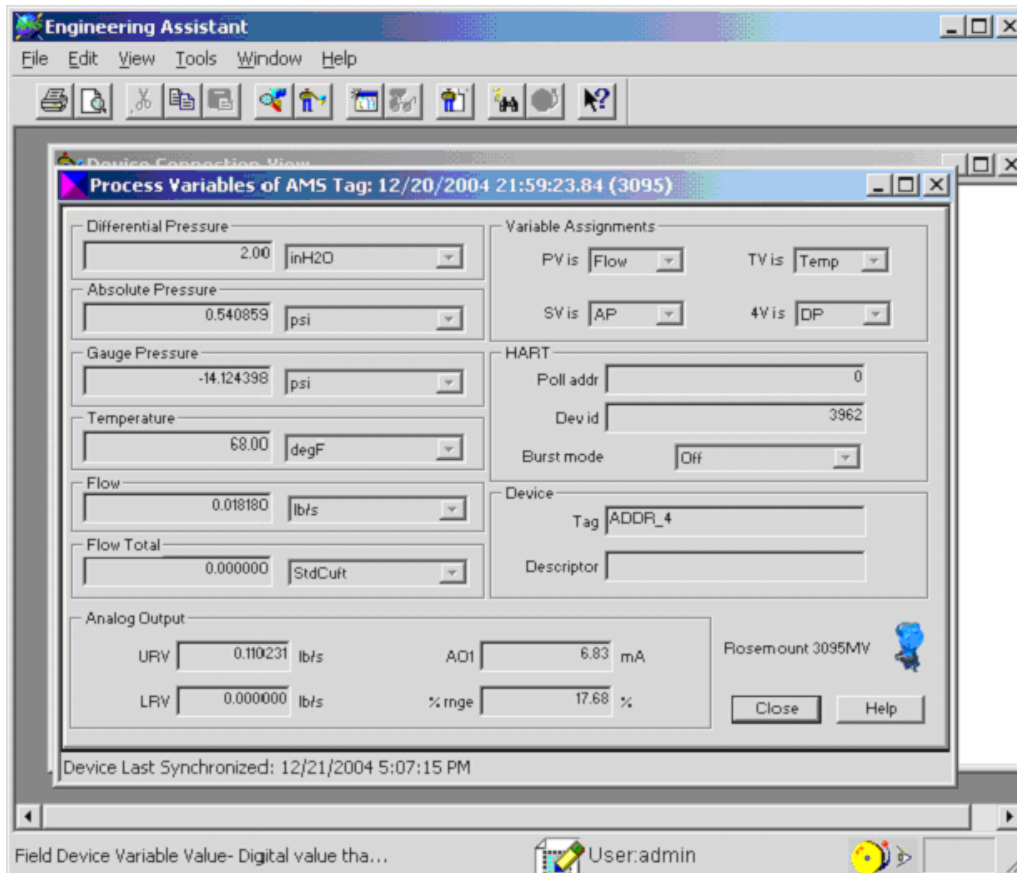 Engineering Assistant
File Edit View Tools Window Help
Device Connection View
Process Variables of AMS Tag: 12/20/2004 21:59:23.84 (3095)
Differential Pressure
2.00 inH2O
Absolute Pressure
0.540859 psi
Gauge Pressure
-14.124398 psi
Temperature
68.00 degF
Flow
0.018180 lb/s
Flow Total
0.000000 StdCuft
Variable Assignments
PV is Flow TV is Temp
SV is AP 4V is DP
HART
Poll addr 0
Dev id 3962
Burst mode Off
Device
Tag ADDR_4
Descriptor
Analog Output
URV 0.110231 lb/s AO1 6.83 mA
LRV 0.000000 lb/s % rnge 17.68 %
Rosemount 3095MV
Close Help
Device Last Synchronized: 12/21/2004 5:07:15 PM
Field Device Variable Value- Digital value tha... User:admin